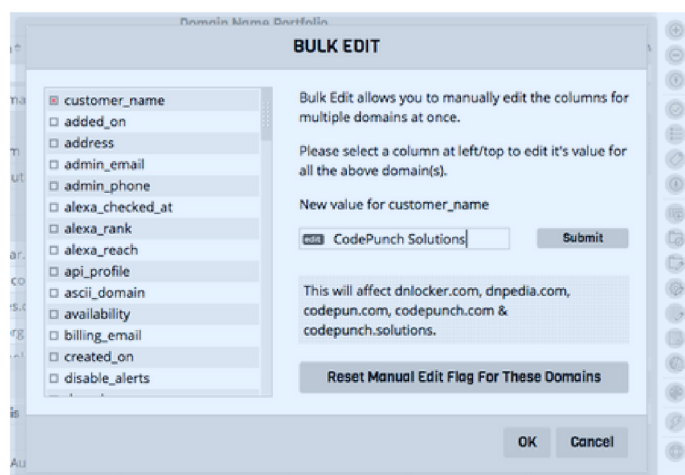 Domain Name Portfolio
BULK EDIT
customer_name
added_on
address
admin_email
admin_phone
alexa_checked_at
alexa_rank
alexa_reach
api_profile
ascii_domain
availability
billing_email
created_on
disable_alerts
Bulk Edit allows you to manually edit the columns for
multiple domains at once.
Please select a column at left/top to edit it's value for
all the above domain(s).
New value for customer_name
edit CodePunch Solutions
Submit
This will affect dnlocker.com, dnpedia.com,
codepun.com, codepunch.com &
codepunch.solutions.
Reset Manual Edit Flag For These Domains
OK Cancel
Au